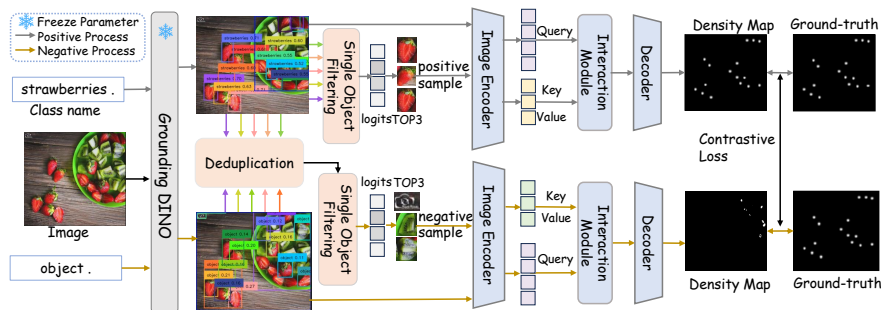 Freeze Parameter
Positive Process
Negative Process
strawberries .
Class name
Image
object .
Grounding DINO
Deduplication
Single Object
Filtering
logits TOP3
positive
sample
Image Encoder
Query
Key
Value
Interaction
Module
Decoder
Density Map
Ground-truth
Contrastive
Loss
Single Object
Filtering
logits TOP3
negative
sample
Image Encoder
Key
Value
Query
Interaction
Module
Decoder
Density Map
Ground-truth